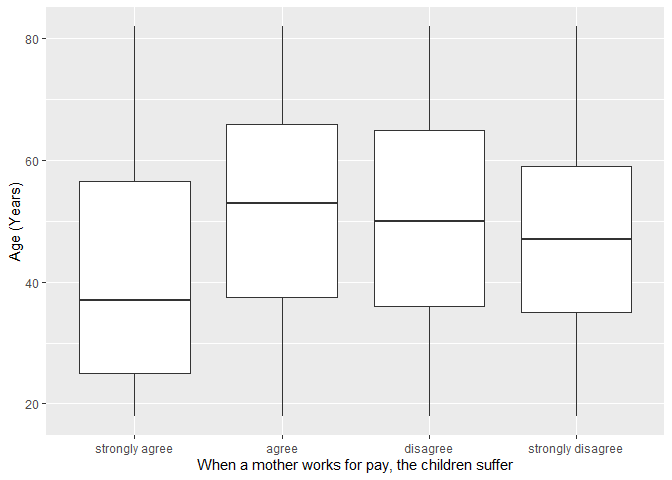 80
60
40
20
Age (Years)
strongly agree agree disagree strongly disagree
When a mother works for pay, the children suffer